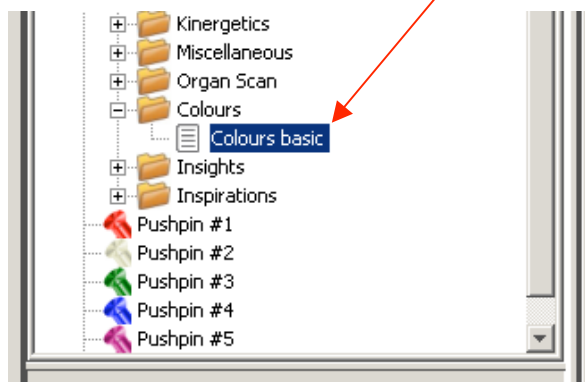 Kinergetics
Miscellaneous
Organ Scan
Colours
Colours basic
Insights
Inspirations
Pushpin #1
Pushpin #2
Pushpin #3
Pushpin #4
Pushpin #5